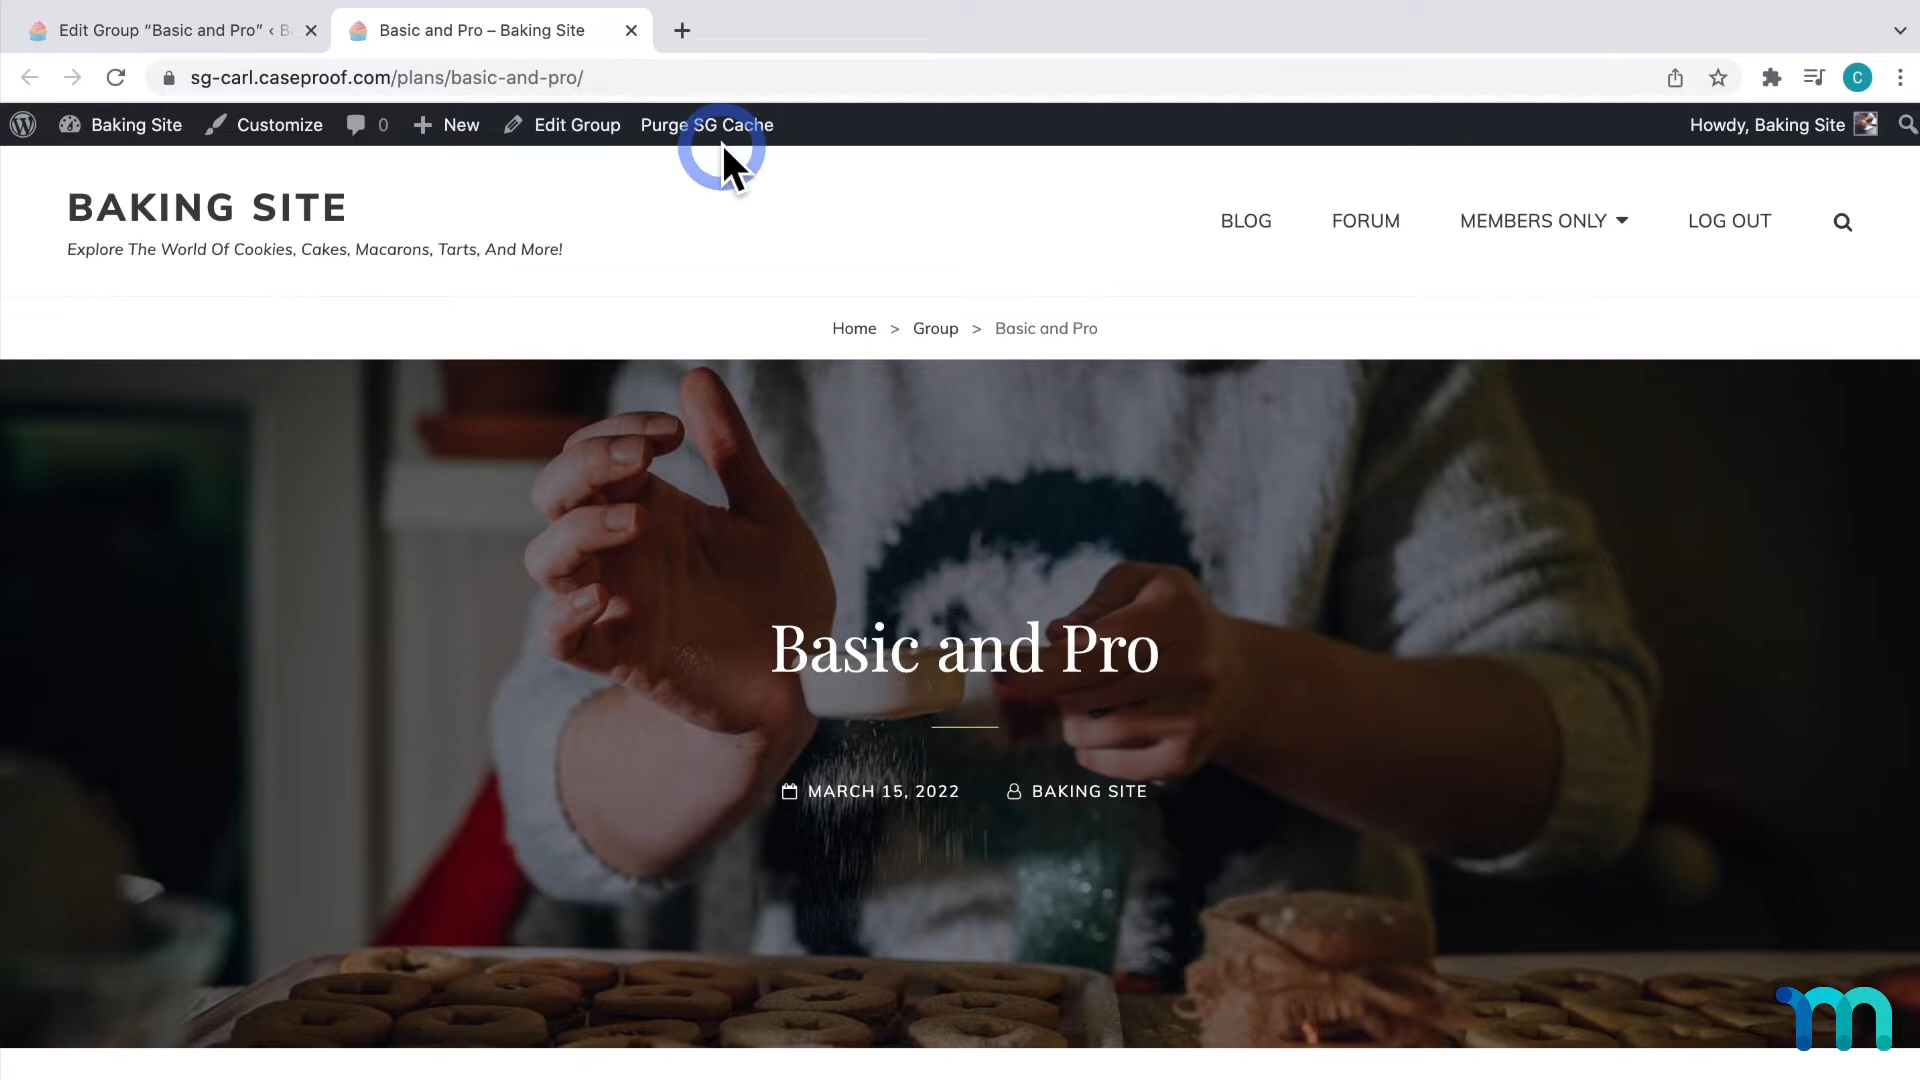 Edit Group “Basic and Pro” ‹ B
Basic and Pro – Baking Site
sg-carl.caseproof.com/plans/basic-and-pro/
C
Baking Site
Customize
0
New
Edit Group
Purge SG Cache
Howdy, Baking Site
BAKING SITE
Explore The World Of Cookies, Cakes, Macarons, Tarts, And More!
BLOG
FORUM
MEMBERS ONLY
LOG OUT
Home > Group > Basic and Pro
Basic and Pro
MARCH 15, 2022
BAKING SITE
m